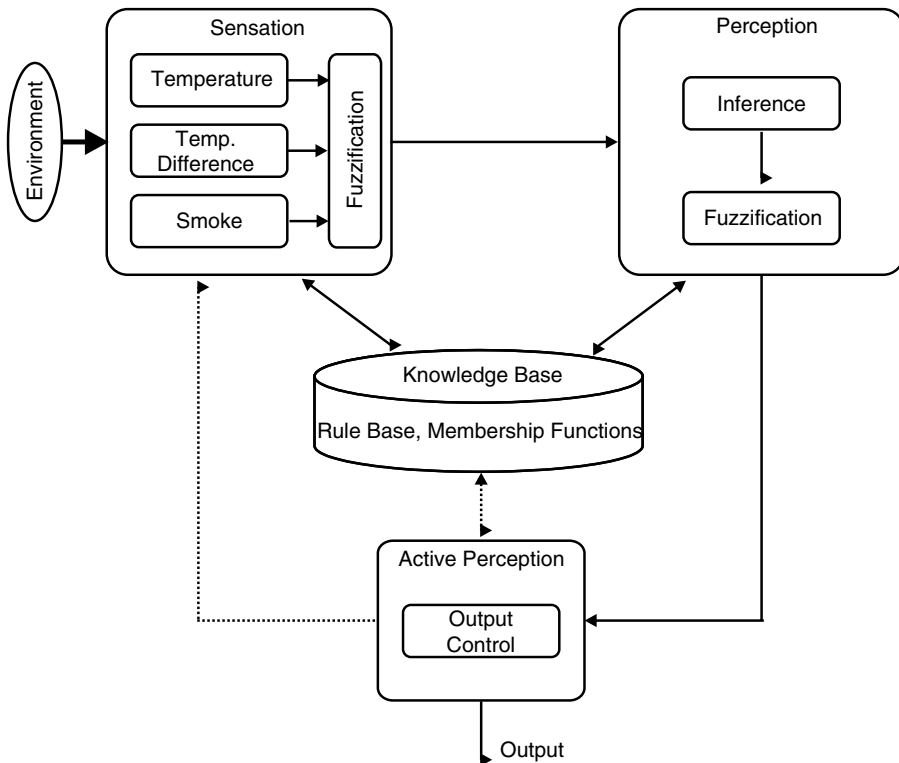 Environment
Sensation
Temperature
Temp.
Difference
Smoke
Fuzzification
Perception
Inference
Fuzzification
Knowledge Base
Rule Base, Membership Functions
Active Perception
Output
Control
Output